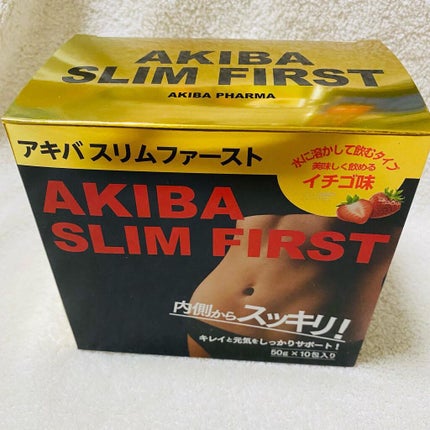 AKIBA
SLIM FIRST
AKIBA PHARMA
アキバ スリムファースト
水に溶かして飲むタイプ
美味しく飲める
イチゴ味
AKIBA
SLIM FIRST
内側からスッキリ!
キレイと元気をしっかりサポート!
50g×10包入り